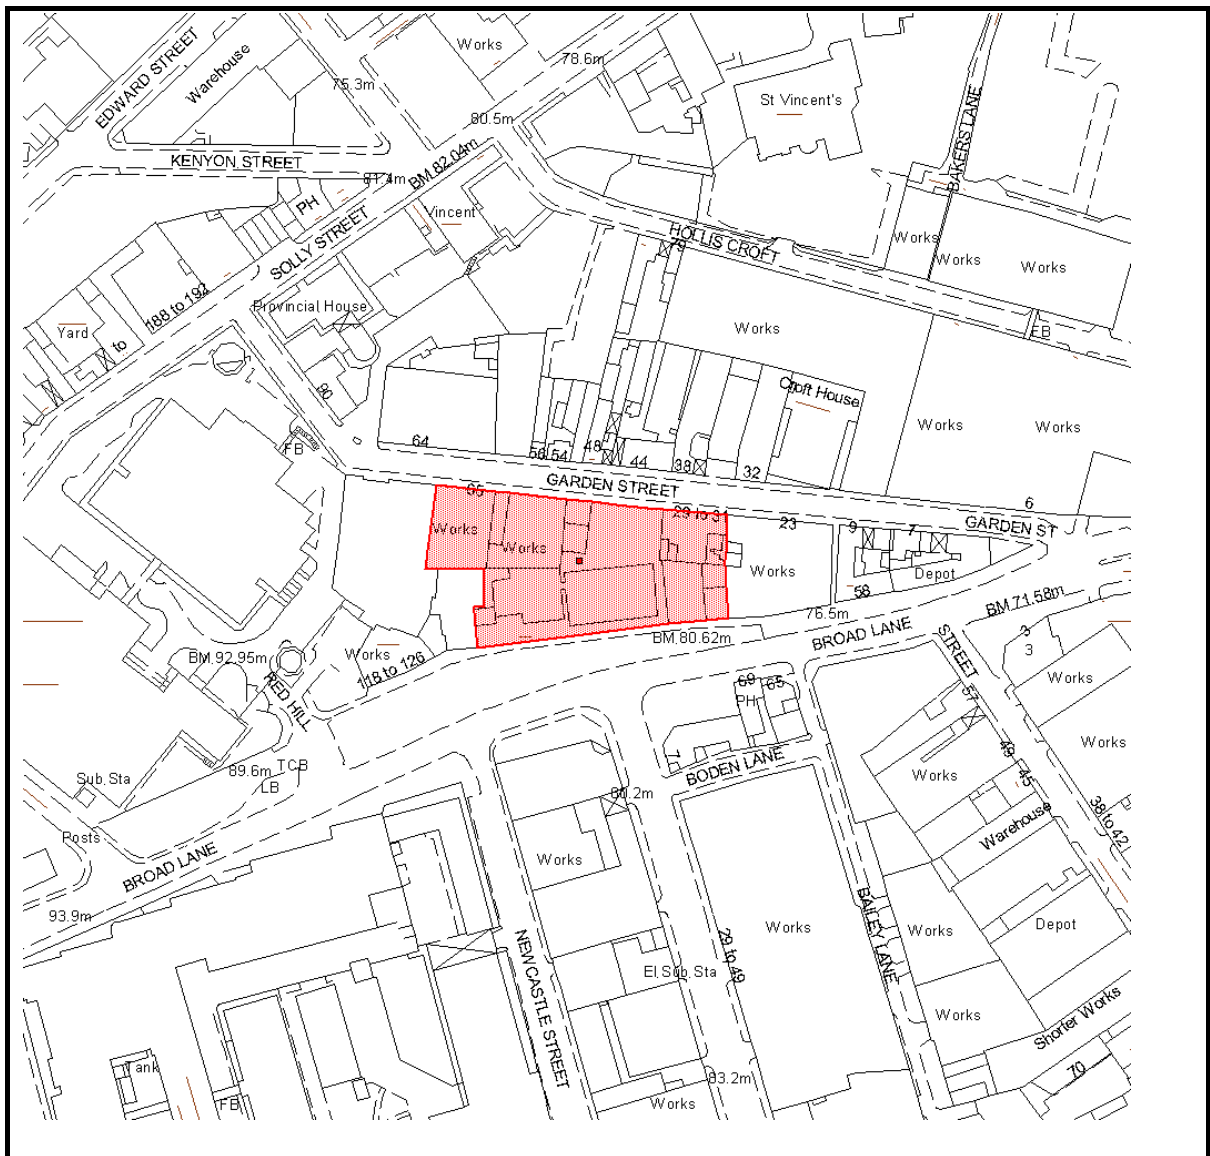 EDWARD STREET
Warehouse
Works
78.6m
75.3m
80.5m
St Vincent's
BAKERS LANE
KENYON STREET
81.4m
BM 82.04m
PH
Vincent
SOLLY STREET
HOLLIS CROFT
79
Works
Works
Works
188 to 192
Provincial House
Yard
to
Works
FB
80
Croft House
64
56
54
48
44
38
32
Works
Works
FB
GARDEN STREET
6
GARDEN ST
Works
Works
29 to 31
23
9
7
Works
Depot
58
76.5m
BM 71.58m
BM 80.62m
BROAD LANE
Works
118 to 126
BM 92.95m
RED HILL
STREET
3
3
Works
69
65
PH
57
71
BODEN LANE
49
45
Works
Works
89.6m
TCB
LB
Sub Sta
80.2m
38 to 42
Warehouse
Posts
BROAD LANE
Works
93.9m
NEWCASTLE STREET
29 to 49
Works
BAILEY LANE
Works
Depot
El Sub Sta
Works
Shorter Works
70
Tank
FB
83.2m
Works